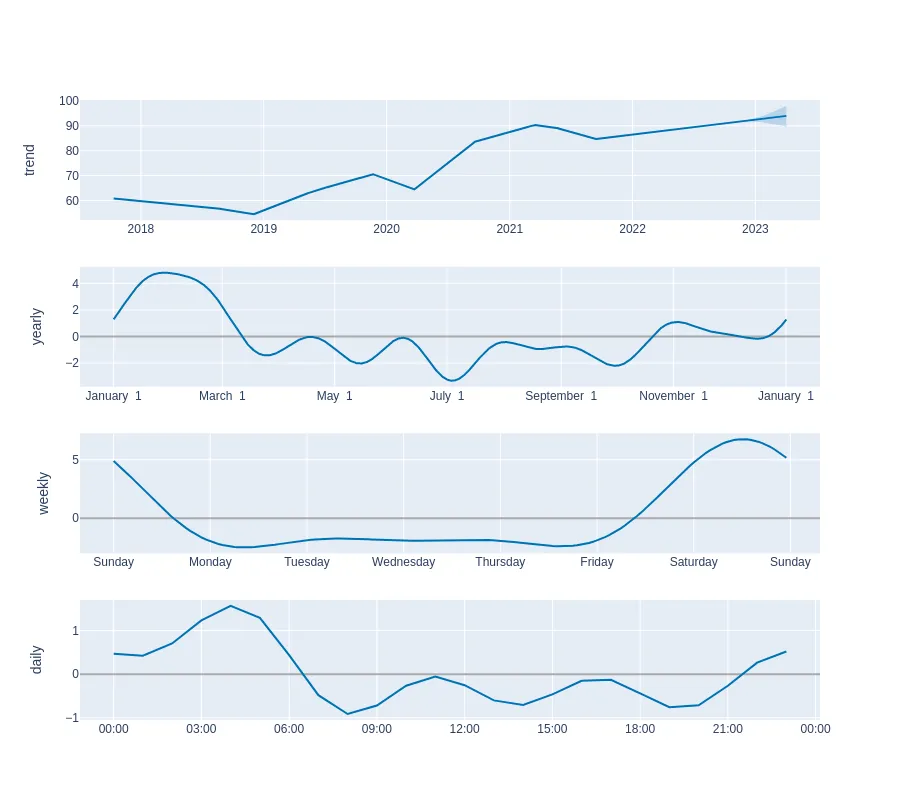 trend
100
90
80
70
60
2018 2019 2020 2021 2022 2023
yearly
4
2
0
−2
January 1 March 1 May 1 July 1 September 1 November 1 January 1
weekly
5
0
Sunday Monday Tuesday Wednesday Thursday Friday Saturday Sunday
daily
1
0
−1
00:00 03:00 06:00 09:00 12:00 15:00 18:00 21:00 00:00